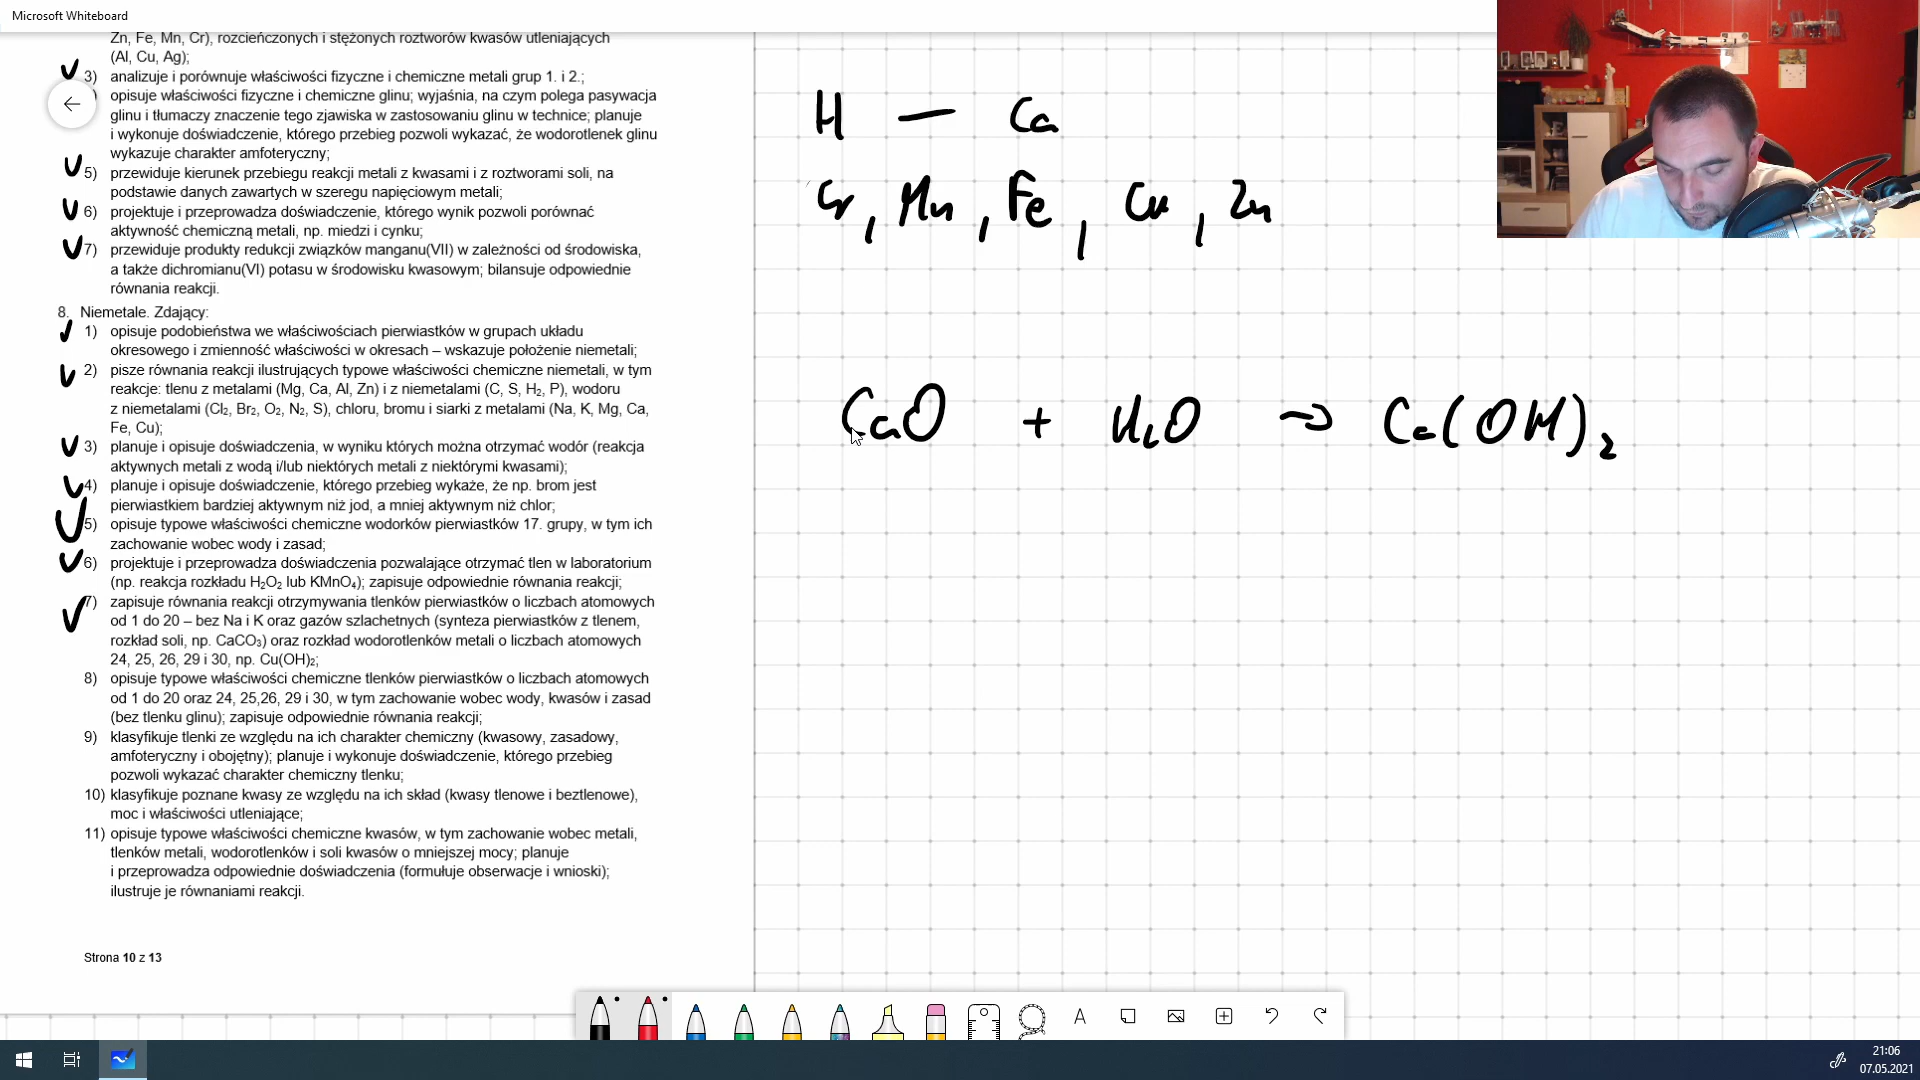 Microsoft Whiteboard
Zn, Fe, Mn, Cr), rozcieńczonych i stężonych roztworów kwasów utleniających
(Al, Cu, Ag);
3) analizuje i porównuje właściwości fizyczne i chemiczne metali grup 1. i 2.;
opisuje właściwości fizyczne i chemiczne glinu; wyjaśnia, na czym polega pasywacja
glinu i tłumaczy znaczenie tego zjawiska w zastosowaniu glinu w technice; planuje
i wykonuje doświadczenie, którego przebieg pozwoli wykazać, że wodorotlenek glinu
wykazuje charakter amfoteryczny;
5) przewiduje kierunek przebiegu reakcji metali z kwasami i z roztworami soli, na
podstawie danych zawartych w szeregu napięciowym metali;
6) projektuje i przeprowadza doświadczenie, którego wynik pozwoli porównać
aktywność chemiczną metali, np. miedzi i cynku;
7) przewiduje produkty redukcji związków manganu(VII) w zależności od środowiska,
a także dichromianu(VI) potasu w środowisku kwasowym; bilansuje odpowiednie
równania reakcji.
8. Niemetale. Zdający:
1) opisuje podobieństwa we właściwościach pierwiastków w grupach układu
okresowego i zmienność właściwości w okresach – wskazuje położenie niemetali;
2) pisze równania reakcji ilustrujących typowe właściwości chemiczne niemetali, w tym
reakcje: tlenu z metalami (Mg, Ca, Al, Zn) i z niemetalami (C, S, H₂, P), wodoru
z niemetalami (Cl₂, Br₂, O₂, N₂, S), chloru, bromu i siarki z metalami (Na, K, Mg, Ca,
Fe, Cu);
3) planuje i opisuje doświadczenia, w wyniku których można otrzymać wodór (reakcja
aktywnych metali z wodą i/lub niektórych metali z niektórymi kwasami);
4) planuje i opisuje doświadczenie, którego przebieg wykaże, że np. brom jest
pierwiastkiem bardziej aktywnym niż jod, a mniej aktywnym niż chlor;
5) opisuje typowe właściwości chemiczne wodorków pierwiastków 17. grupy, w tym ich
zachowanie wobec wody i zasad;
6) projektuje i przeprowadza doświadczenia pozwalające otrzymać tlen w laboratorium
(np. reakcja rozkładu H₂O₂ lub KMnO₄); zapisuje odpowiednie równania reakcji;
7) zapisuje równania reakcji otrzymywania tlenków pierwiastków o liczbach atomowych
od 1 do 20 – bez Na i K oraz gazów szlachetnych (synteza pierwiastków z tlenem,
rozkład soli, np. CaCO₃) oraz rozkład wodorotlenków metali o liczbach atomowych
24, 25, 26, 29 i 30, np. Cu(OH)₂;
8) opisuje typowe właściwości chemiczne tlenków pierwiastków o liczbach atomowych
od 1 do 20 oraz 24, 25,26, 29 i 30, w tym zachowanie wobec wody, kwasów i zasad
(bez tlenku glinu); zapisuje odpowiednie równania reakcji;
9) klasyfikuje tlenki ze względu na ich charakter chemiczny (kwasowy, zasadowy,
amfoteryczny i obojętny); planuje i wykonuje doświadczenie, którego przebieg
pozwoli wykazać charakter chemiczny tlenku;
10) klasyfikuje poznane kwasy ze względu na ich skład (kwasy tlenowe i beztlenowe),
moc i właściwości utleniające;
11) opisuje typowe właściwości chemiczne kwasów, w tym zachowanie wobec metali,
tlenków metali, wodorotlenków i soli kwasów o mniejszej mocy; planuje
i przeprowadza odpowiednie doświadczenia (formułuje obserwacje i wnioski);
ilustruje je równaniami reakcji.
Strona 10 z 13
H — Ca
Cr, Mn, Fe, Cu, Zn
CaO + H₂O → Ca(OH)₂
A
21:06
07.05.2021